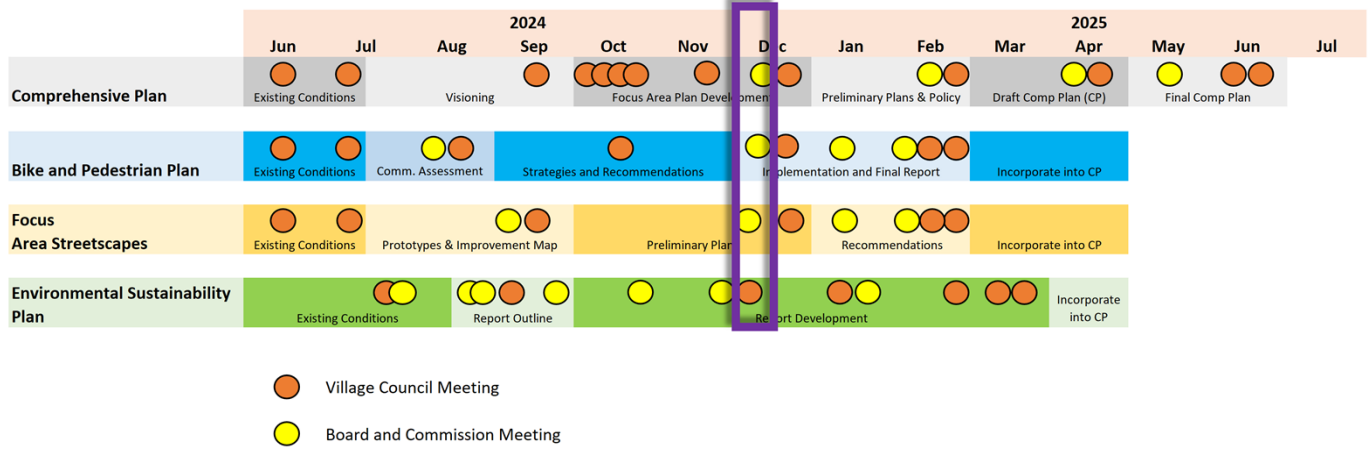 2024 2025
Jun Jul Aug Sep Oct Nov Dec Jan Feb Mar Apr May Jun Jul
Comprehensive Plan
Existing Conditions Visioning Focus Area Plan Development Preliminary Plans & Policy Draft Comp Plan (CP) Final Comp Plan
Bike and Pedestrian Plan
Existing Conditions Comm. Assessment Strategies and Recommendations Implementation and Final Report Incorporate into CP
Focus
Area Streetscapes
Existing Conditions Prototypes & Improvement Map Preliminary Plan Recommendations Incorporate into CP
Environmental Sustainability
Plan
Existing Conditions Report Outline Report Development
Incorporate
into CP
Village Council Meeting
Board and Commission Meeting